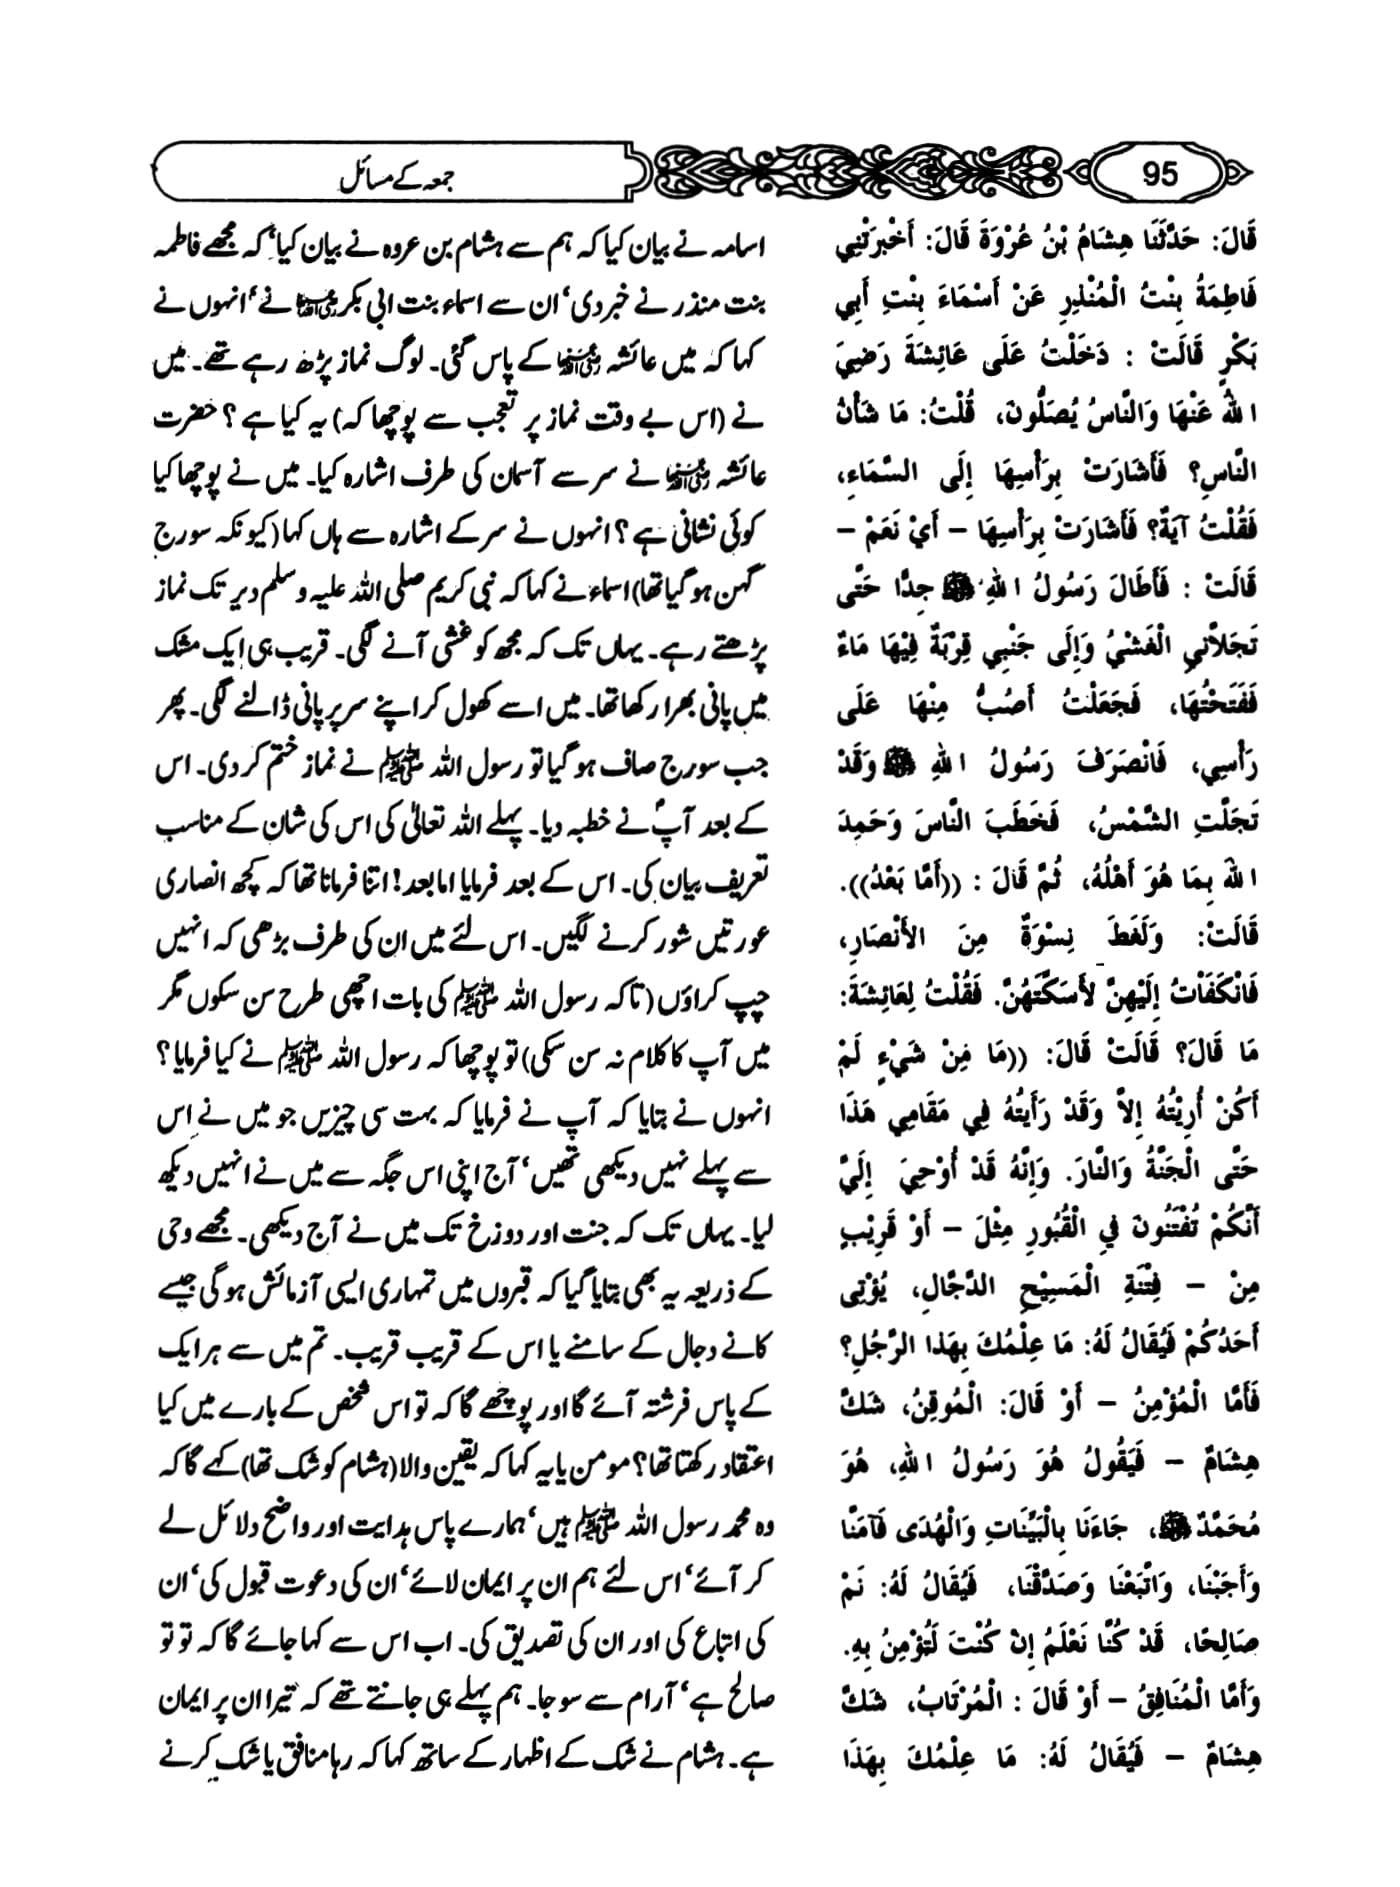 95
جمعہ کے مسائل
قَالَ: حَدَّثَنَا هِشَامُ بْنُ عُرْوَةَ قَالَ: أَخْبَرَتْنِي
فَاطِمَةُ بِنْتُ الْمُنْذِرِ عَنْ أَسْمَاءَ بِنْتِ أَبِي
بَكْرٍ قَالَتْ : دَخَلْتُ عَلَى عَائِشَةَ رَضِيَ
اللهُ عَنْهَا وَالنَّاسُ يُصَلُّونَ، قُلْتُ: مَا شَأْنُ
النَّاسِ؟ فَأَشَارَتْ بِرَأْسِهَا إِلَى السَّمَاءِ،
فَقُلْتُ آيَةٌ؟ فَأَشَارَتْ بِرَأْسِهَا – أَيْ نَعَمْ –
قَالَتْ : فَأَطَالَ رَسُولُ اللهِ ﷺ جِدًّا حَتَّى
تَجَلاَّنِي الْغَشْيُ وَإِلَى جَنْبِي قِرْبَةٌ فِيْهَا مَاءٌ
فَفَتَحْتُهَا، فَجَعَلْتُ أَصُبُّ مِنْهَا عَلَى
رَأْسِي، فَانْصَرَفَ رَسُولُ اللهِ ﷺ وَقَدْ
تَجَلَّتِ الشَّمْسُ، فَخَطَبَ النَّاسَ وَحَمِدَ
اللهَ بِمَا هُوَ أَهْلُهُ، ثُمَّ قَالَ : ((أَمَّا بَعْدُ)).
قَالَتْ: وَلَغَطَ نِسْوَةٌ مِنَ الأَنْصَارِ،
فَانْكَفَأْتُ إِلَيْهِنَّ لأُسَكِّتَهُنَّ. فَقُلْتُ لِعَائِشَةَ:
مَا قَالَ؟ قَالَتْ قَالَ: ((مَا مِنْ شَيْءٍ لَمْ
أَكُنْ أُرِيْتُهُ إِلاَّ وَقَدْ رَأَيْتُهُ فِي مَقَامِي هَذَا
حَتَّى الْجَنَّةُ وَالنَّارَ. وَإِنَّهُ قَدْ أُوْحِيَ إِلَيَّ
أَنَّكُمْ تُفْتَنُونَ فِي الْقُبُورِ مِثْلَ – أَوْ قَرِيْبٍ
مِنْ – فِتْنَةِ الْمَسِيْحِ الدَّجَّالِ، يُؤْتِى
أَحَدُكُمْ فَيُقَالُ لَهُ: مَا عِلْمُكَ بِهَذا الرَّجُلِ؟
فَأَمَّا الْمُؤْمِنُ – أَوْ قَالَ: الْمُوقِنُ، شَكَّ
هِشَامٌ – فَيَقُولُ هُوَ رَسُولُ اللهِ، هُوَ
مُحَمَّدٌ ﷺ، جَاءَنَا بِالْبَيِّنَاتِ وَالْهُدَى فَآمَنَّا
وَأَجَبْنَا، وَاتَّبَعْنَا وَصَدَّقْنَا، فَيُقَالُ لَهُ: نَمْ
صَالِحًا، قَدْ كُنَّا نَعْلَمُ إِنْ كُنْتَ لَتُؤْمِنُ بِهِ.
وَأَمَّا الْمُنَافِقُ – أَوْ قَالَ : الْمُرْتَابُ، شَكَّ
هِشَامٌ – فَيُقَالُ لَهُ: مَا عِلْمُكَ بِهَذَا
اسامہ نے بیان کیا کہ ہم سے ہشام بن عروہ نے بیان کیا' کہ مجھے فاطمہ
بنت منذر نے خبر دی' ان سے اسماء بنت ابی بکر رضی اللہ عنہما نے' انہوں نے
کہا کہ میں عائشہ رضی اللہ عنہا کے پاس گئی۔ لوگ نماز پڑھ رہے تھے۔ میں
نے (اس بے وقت نماز پر تعجب سے پوچھا کہ) یہ کیا ہے؟ حضرت
عائشہ رضی اللہ عنہا نے سر سے آسمان کی طرف اشارہ کیا۔ میں نے پوچھا کیا
کوئی نشانی ہے؟ انہوں نے سر کے اشارہ سے ہاں کہا (کیونکہ سورج
گہن ہو گیا تھا) اسماء نے کہا کہ نبی کریم صلی اللہ علیہ وسلم دیر تک نماز
پڑھتے رہے۔ یہاں تک کہ مجھ کو غشی آنے لگی۔ قریب ہی ایک مشک
میں پانی بھرا رکھا تھا۔ میں اسے کھول کر اپنے سر پر پانی ڈالنے لگی۔ پھر
جب سورج صاف ہو گیا تو رسول اللہ ﷺ نے نماز ختم کر دی۔ اس
کے بعد آپؐ نے خطبہ دیا۔ پہلے اللہ تعالیٰ کی اس کی شان کے مناسب
تعریف بیان کی۔ اس کے بعد فرمایا امابعد! اتنا فرمانا تھا کہ کچھ انصاری
عورتیں شور کرنے لگیں۔ اس لئے میں ان کی طرف بڑھی کہ انہیں
چپ کراؤں (تاکہ رسول اللہ ﷺ کی بات اچھی طرح سن سکوں مگر
میں آپ کا کلام نہ سن سکی) تو پوچھا کہ رسول اللہ ﷺ نے کیا فرمایا؟
انہوں نے بتایا کہ آپ نے فرمایا کہ بہت سی چیزیں جو میں نے اس
سے پہلے نہیں دیکھی تھیں' آج اپنی اس جگہ سے میں نے انہیں دیکھ
لیا۔ یہاں تک کہ جنت اور دوزخ تک میں نے آج دیکھی۔ مجھے وحی
کے ذریعہ یہ بھی بتایا گیا کہ قبروں میں تمہاری ایسی آزمائش ہو گی جیسے
کانے دجال کے سامنے یا اس کے قریب قریب۔ تم میں سے ہر ایک
کے پاس فرشتہ آئے گا اور پوچھے گا کہ تو اس شخص کے بارے میں کیا
اعتقاد رکھتا تھا؟ مومن یا یہ کہا کہ یقین والا (ہشام کو شک تھا) کہے گا کہ
وہ محمد رسول اللہ ﷺ ہیں' ہمارے پاس ہدایت اور واضح دلائل لے
کر آئے' اس لئے ہم ان پر ایمان لائے' ان کی دعوت قبول کی' ان
کی اتباع کی اور ان کی تصدیق کی۔ اب اس سے کہا جائے گا کہ تو تو
صالح ہے' آرام سے سو جا۔ ہم پہلے ہی جانتے تھے کہ تیرا ان پر ایمان
ہے۔ ہشام نے شک کے اظہار کے ساتھ کہا کہ رہا منافق یا شک کرنے